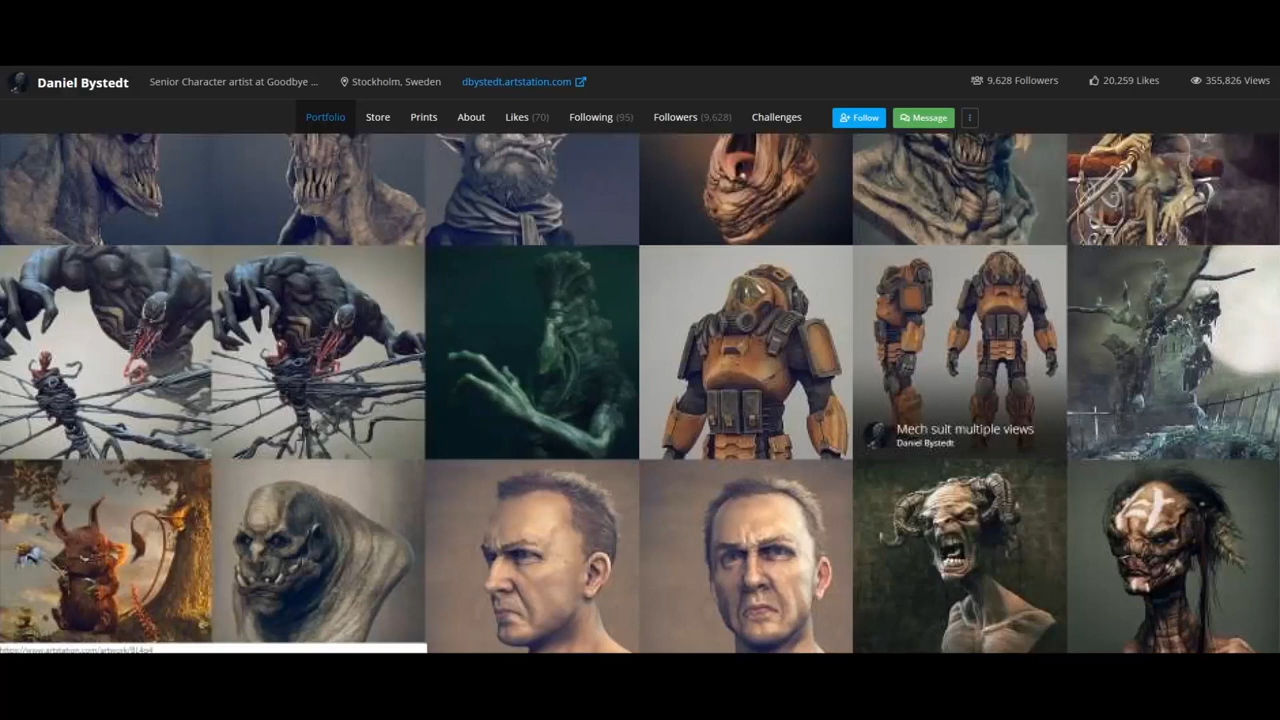 Daniel Bystedt Senior Character artist at Goodbye ... Stockholm, Sweden dbystedt.artstation.com 9,628 Followers 20,259 Likes 355,826 Views
Portfolio Store Prints About Likes (70) Following (95) Followers (9,628) Challenges Follow Message
Mech suit multiple views
Daniel Bystedt